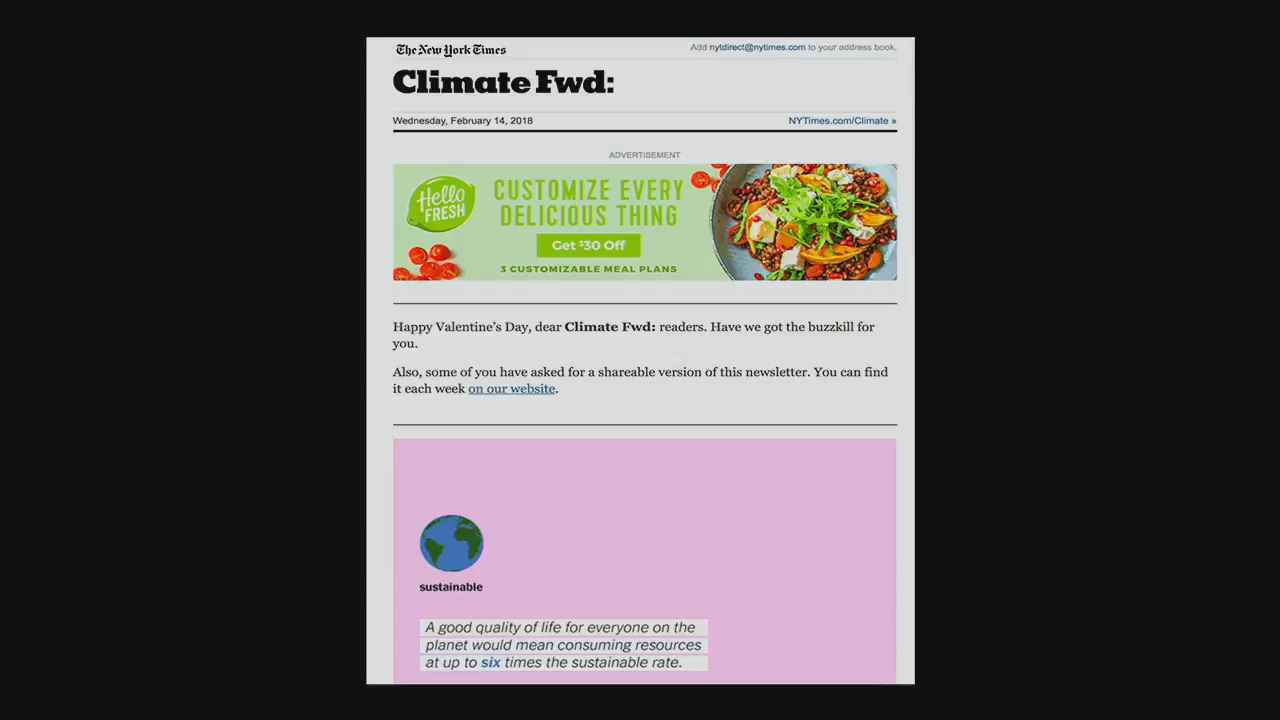 The New York Times
Add nytdirect@nytimes.com to your address book.
Climate Fwd:
Wednesday, February 14, 2018
NYTimes.com/Climate »
ADVERTISEMENT
Hello
FRESH
CUSTOMIZE EVERY
DELICIOUS THING
Get $30 Off
3 CUSTOMIZABLE MEAL PLANS
Happy Valentine’s Day, dear Climate Fwd: readers. Have we got the buzzkill for
you.
Also, some of you have asked for a shareable version of this newsletter. You can find
it each week on our website.
sustainable
A good quality of life for everyone on the
planet would mean consuming resources
at up to six times the sustainable rate.